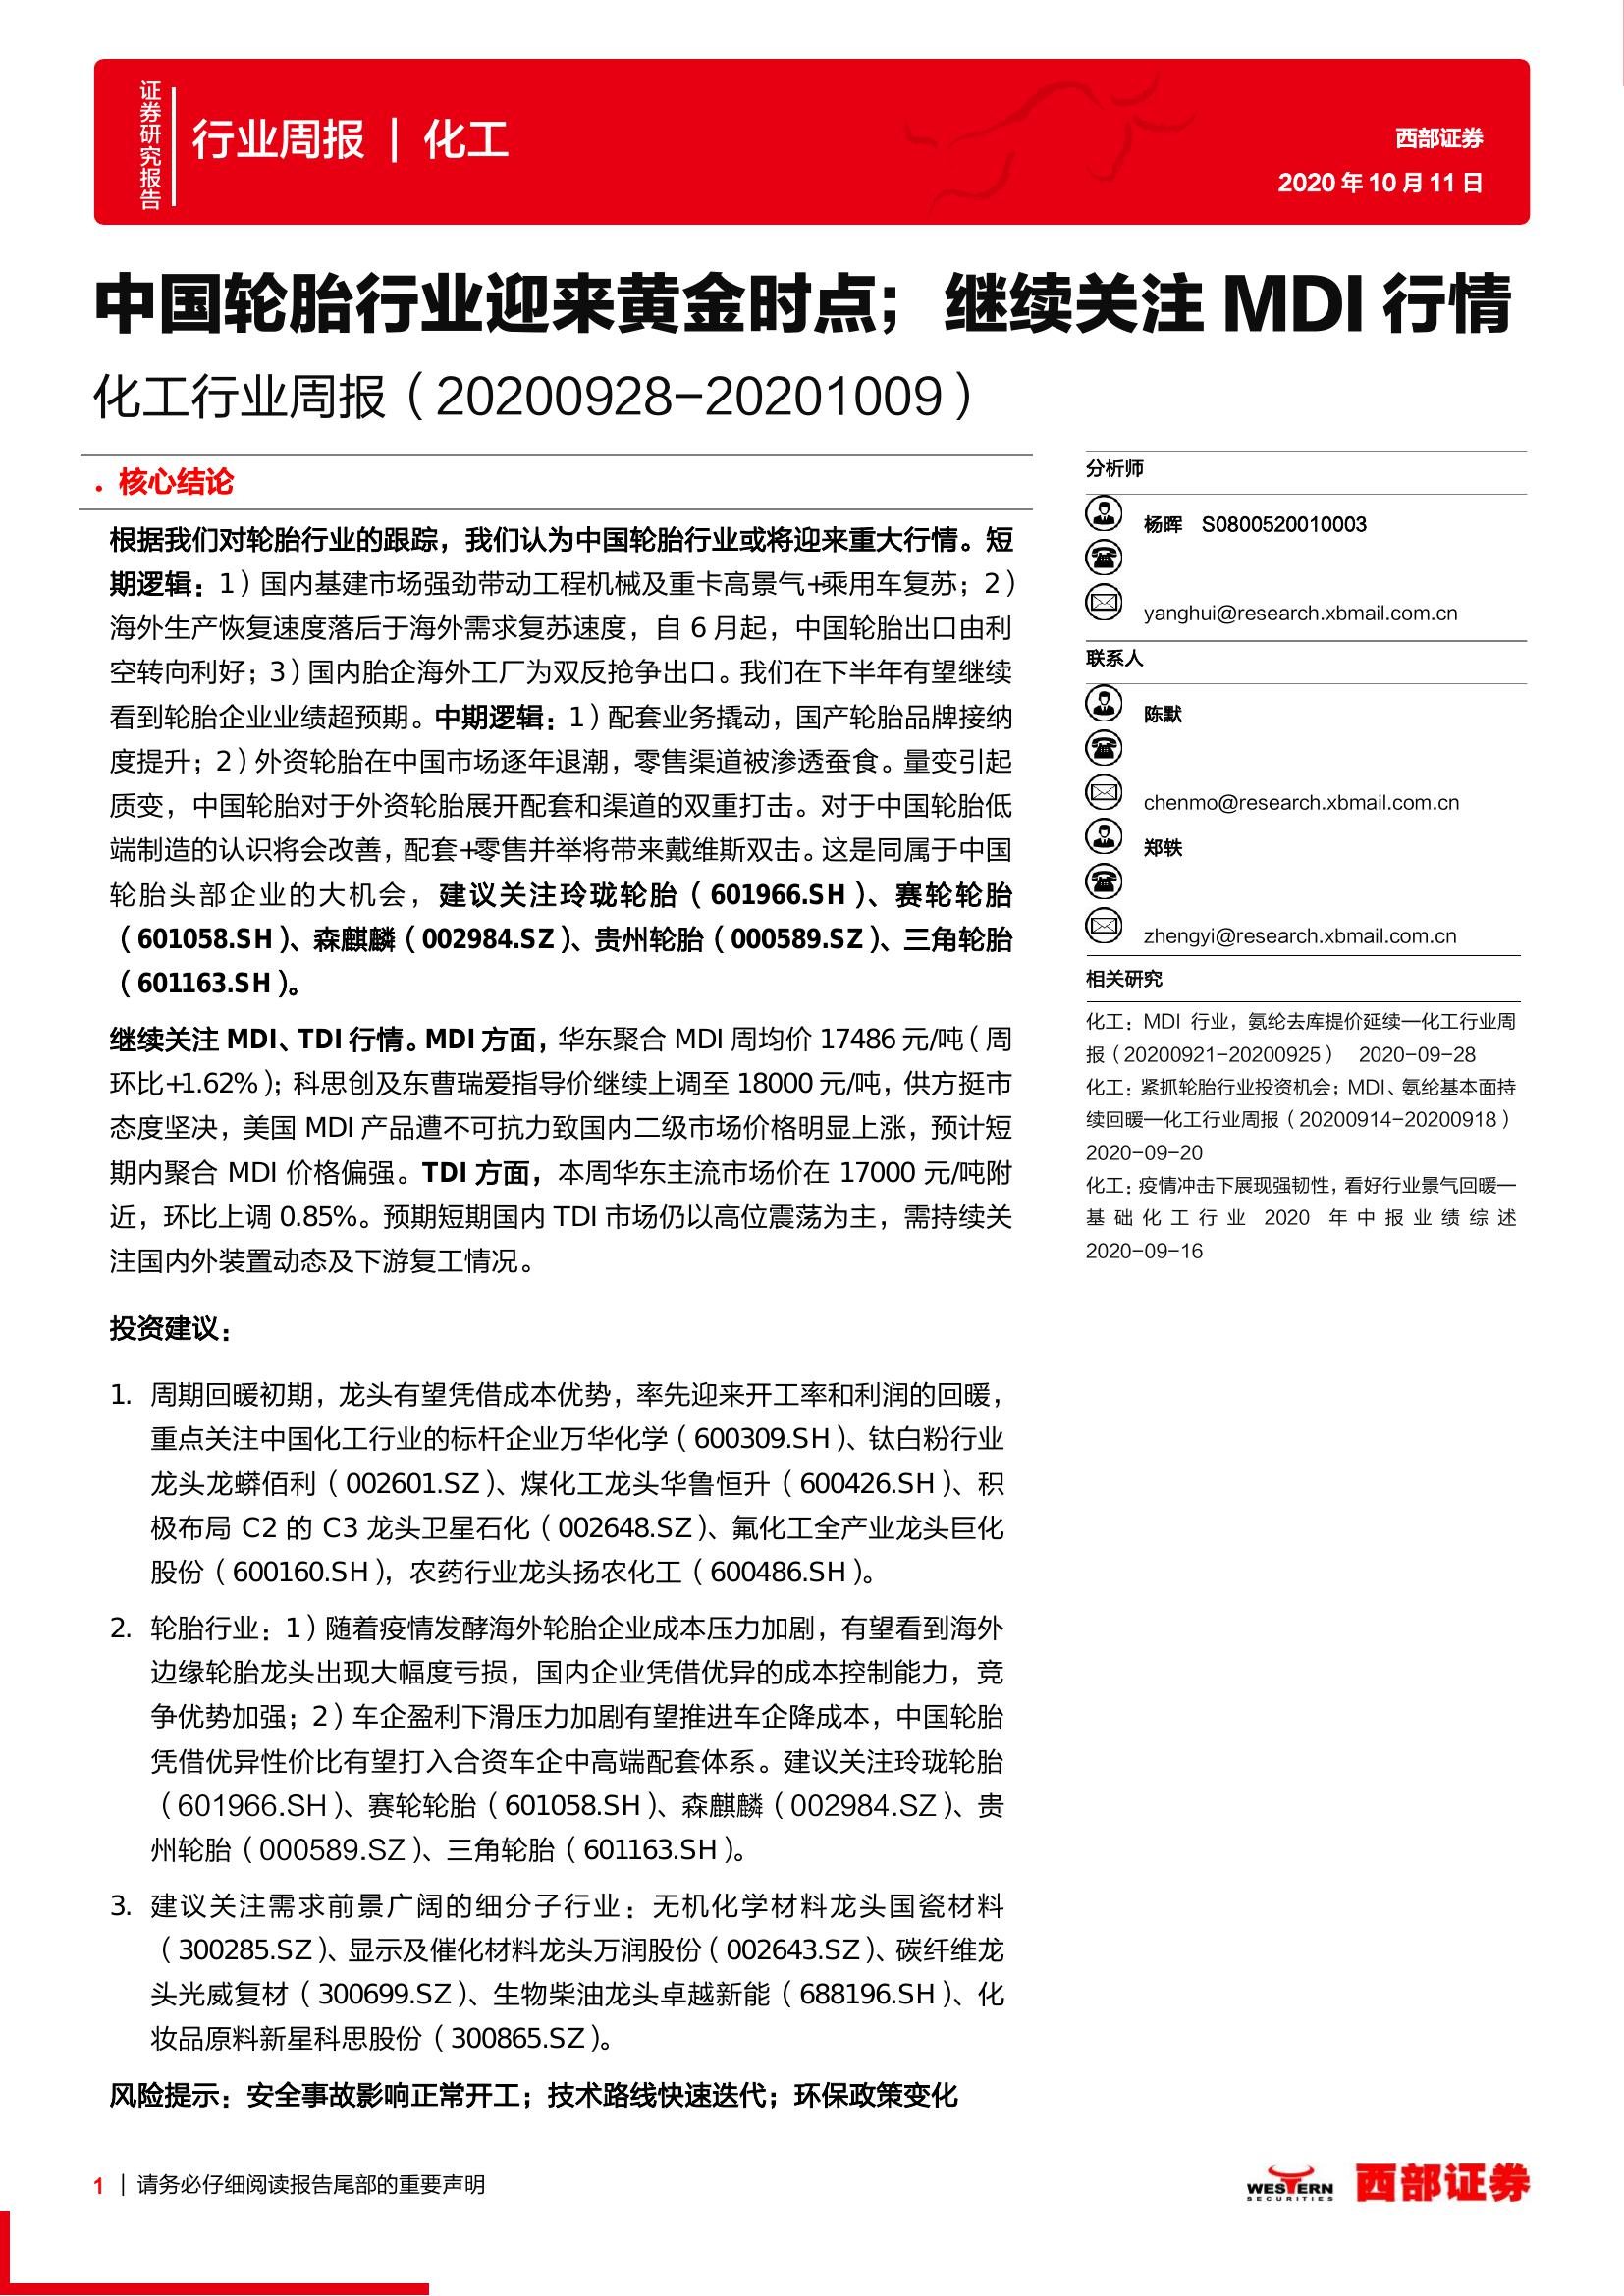 证券研究报告
行业周报 | 化工
西部证券
2020 年 10 月 11 日
中国轮胎行业迎来黄金时点；继续关注 MDI 行情
化工行业周报（20200928-20201009）
• 核心结论
根据我们对轮胎行业的跟踪，我们认为中国轮胎行业或将迎来重大行情。短
期逻辑：1）国内基建市场强劲带动工程机械及重卡高景气+乘用车复苏；2）
海外生产恢复速度落后于海外需求复苏速度，自 6 月起，中国轮胎出口由利
空转向利好；3）国内胎企海外工厂为双反抢争出口。我们在下半年有望继续
看到轮胎企业业绩超预期。中期逻辑：1）配套业务撬动，国产轮胎品牌接纳
度提升；2）外资轮胎在中国市场逐年退潮，零售渠道被渗透蚕食。量变引起
质变，中国轮胎对于外资轮胎展开配套和渠道的双重打击。对于中国轮胎低
端制造的认识将会改善，配套+零售并举将带来戴维斯双击。这是同属于中国
轮胎头部企业的大机会，建议关注玲珑轮胎（601966.SH）、赛轮轮胎
（601058.SH）、森麒麟（002984.SZ）、贵州轮胎（000589.SZ）、三角轮胎
（601163.SH）。
继续关注 MDI、TDI 行情。MDI 方面，华东聚合 MDI 周均价 17486 元/吨（周
环比+1.62%）；科思创及东曹瑞爱指导价继续上调至 18000 元/吨，供方挺市
态度坚决，美国 MDI 产品遭不可抗力致国内二级市场价格明显上涨，预计短
期内聚合 MDI 价格偏强。TDI 方面，本周华东主流市场价在 17000 元/吨附
近，环比上调 0.85%。预期短期国内 TDI 市场仍以高位震荡为主，需持续关
注国内外装置动态及下游复工情况。
投资建议：
1. 周期回暖初期，龙头有望凭借成本优势，率先迎来开工率和利润的回暖，
重点关注中国化工行业的标杆企业万华化学（600309.SH）、钛白粉行业
龙头龙蟒佰利（002601.SZ）、煤化工龙头华鲁恒升（600426.SH）、积
极布局 C2 的 C3 龙头卫星石化（002648.SZ）、氟化工全产业龙头巨化
股份（600160.SH），农药行业龙头扬农化工（600486.SH）。
2. 轮胎行业：1）随着疫情发酵海外轮胎企业成本压力加剧，有望看到海外
边缘轮胎龙头出现大幅度亏损，国内企业凭借优异的成本控制能力，竞
争优势加强；2）车企盈利下滑压力加剧有望推进车企降成本，中国轮胎
凭借优异性价比有望打入合资车企中高端配套体系。建议关注玲珑轮胎
（601966.SH）、赛轮轮胎（601058.SH）、森麒麟（002984.SZ）、贵
州轮胎（000589.SZ）、三角轮胎（601163.SH）。
3. 建议关注需求前景广阔的细分子行业：无机化学材料龙头国瓷材料
（300285.SZ）、显示及催化材料龙头万润股份（002643.SZ）、碳纤维龙
头光威复材（300699.SZ）、生物柴油龙头卓越新能（688196.SH）、化
妆品原料新星科思股份（300865.SZ）。
风险提示：安全事故影响正常开工；技术路线快速迭代；环保政策变化
分析师
杨晖 S0800520010003
yanghui@research.xbmail.com.cn
联系人
陈默
chenmo@research.xbmail.com.cn
郑轶
zhengyi@research.xbmail.com.cn
相关研究
化工：MDI 行业，氨纶去库提价延续—化工行业周
报（20200921-20200925） 2020-09-28
化工：紧抓轮胎行业投资机会；MDI、氨纶基本面持
续回暖—化工行业周报（20200914-20200918）
2020-09-20
化工：疫情冲击下展现强韧性，看好行业景气回暖—
基础化工行业 2020 年中报业绩综述
2020-09-16
1 | 请务必仔细阅读报告尾部的重要声明
WESTERN
SECURITIES
西部证券